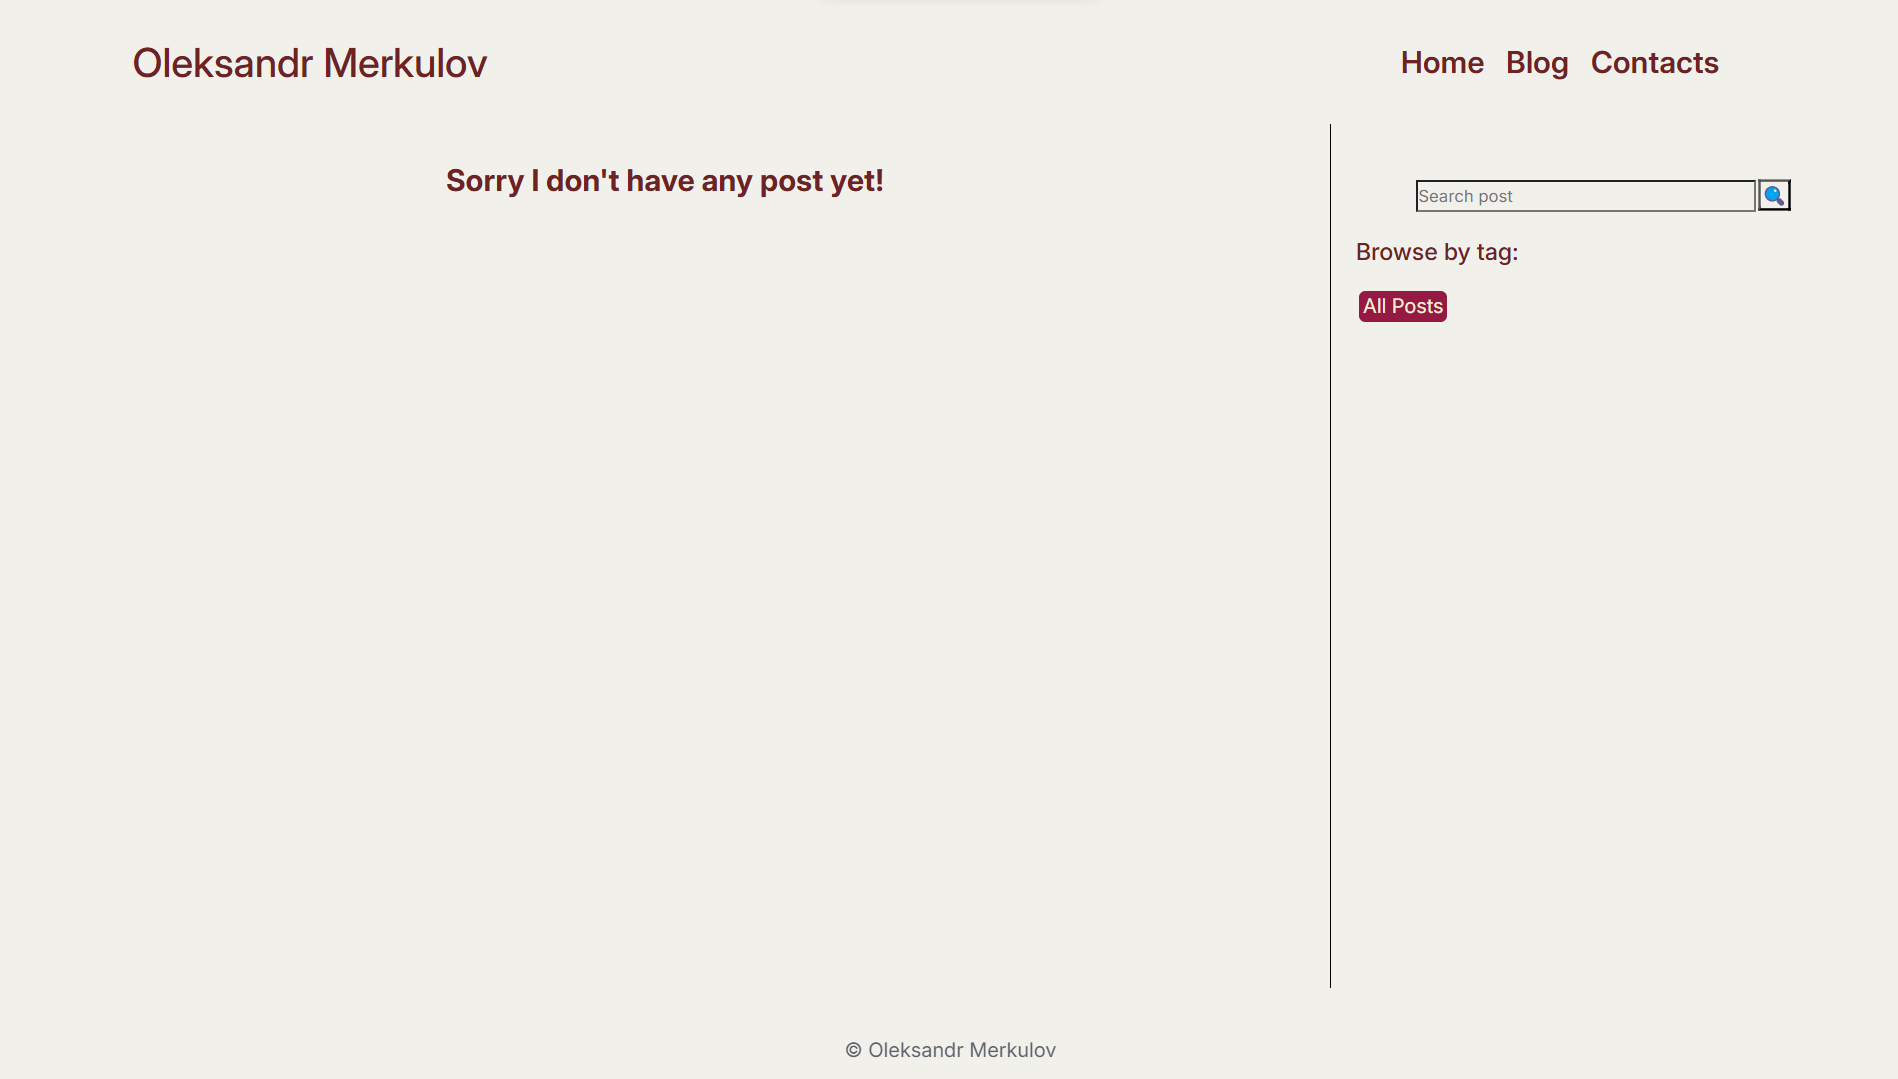 Oleksandr Merkulov
Home Blog Contacts
Sorry I don't have any post yet!
Search post
Browse by tag:
All Posts
© Oleksandr Merkulov